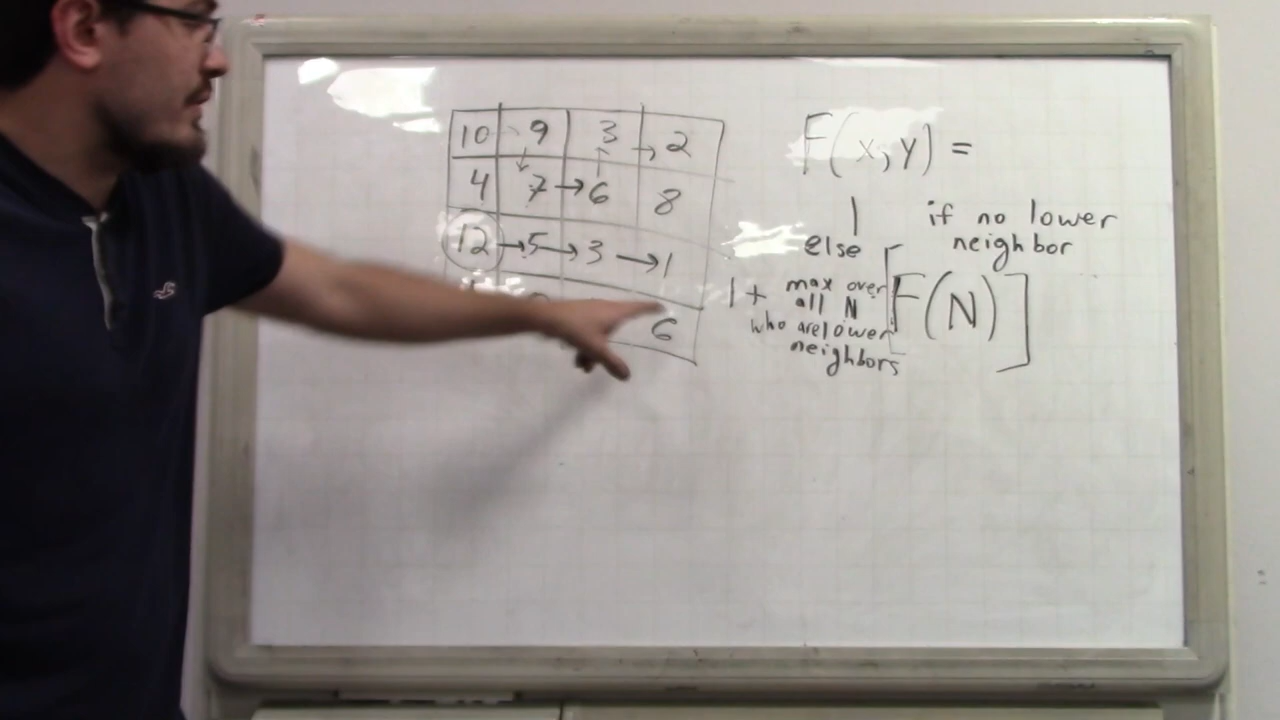 10 9 3 2
4 7 → 6 8
12 → 5 → 3 → 1
6
F(x,y) =
1 if no lower
neighbor
else
1 + max over
all N
who are lower
neighbors
[F(N)]